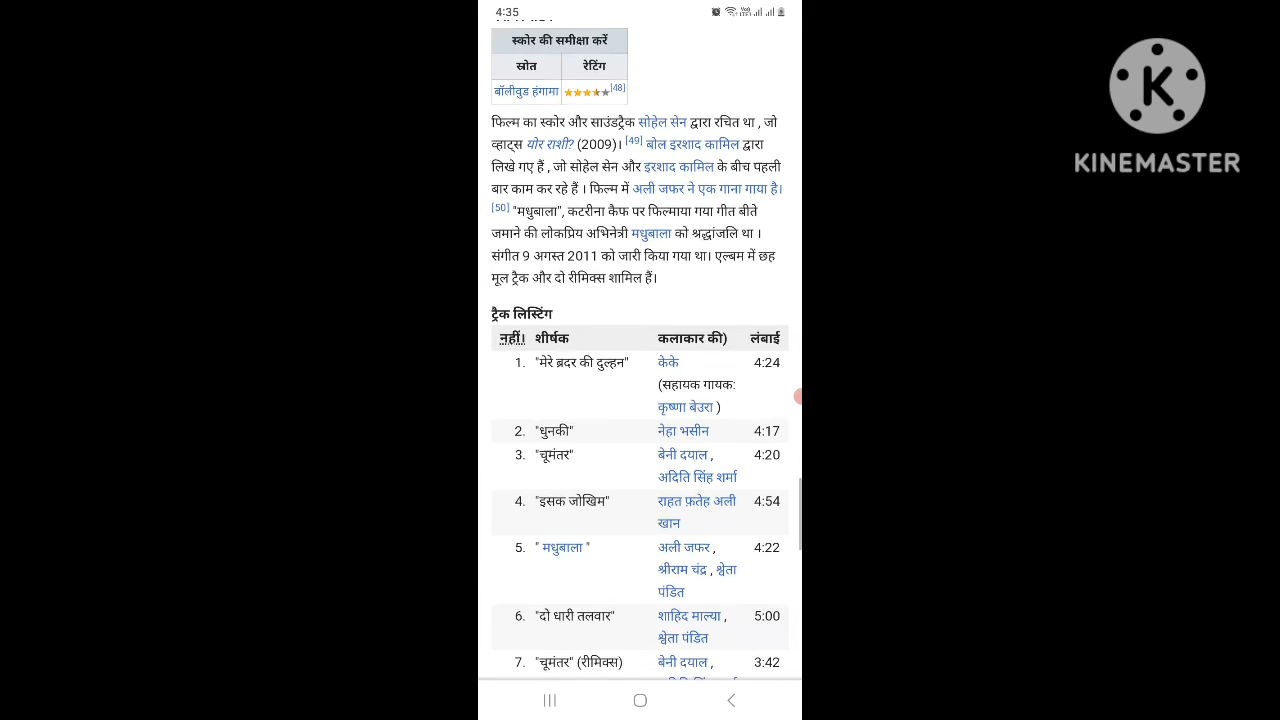 4:35
स्कोर की समीक्षा करें
स्रोत रेटिंग
बॉलीवुड हंगामा [48]
फिल्म का स्कोर और साउंडट्रैक सोहेल सेन द्वारा रचित था , जो
व्हाट्स योर राशी? (2009)। [49] बोल इरशाद कामिल द्वारा
लिखे गए हैं , जो सोहेल सेन और इरशाद कामिल के बीच पहली
बार काम कर रहे हैं । फिल्म में अली जफर ने एक गाना गाया है।
[50] "मधुबाला", कटरीना कैफ पर फिल्माया गया गीत बीते
जमाने की लोकप्रिय अभिनेत्री मधुबाला को श्रद्धांजलि था ।
संगीत 9 अगस्त 2011 को जारी किया गया था। एल्बम में छह
मूल ट्रैक और दो रीमिक्स शामिल हैं।
ट्रैक लिस्टिंग
नहीं। शीर्षक कलाकार की) लंबाई
1. "मेरे ब्रदर की दुल्हन" केके 4:24
(सहायक गायक:
कृष्णा बेउरा )
2. "धुनकी" नेहा भसीन 4:17
3. "चूमंतर" बेनी दयाल , 4:20
अदिति सिंह शर्मा
4. "इसक जोखिम" राहत फ़तेह अली 4:54
खान
5. " मधुबाला " अली जफर , 4:22
श्रीराम चंद्र , श्वेता
पंडित
6. "दो धारी तलवार" शाहिद माल्या , 5:00
श्वेता पंडित
7. "चूमंतर" (रीमिक्स) बेनी दयाल , 3:42
K
KINEMASTER